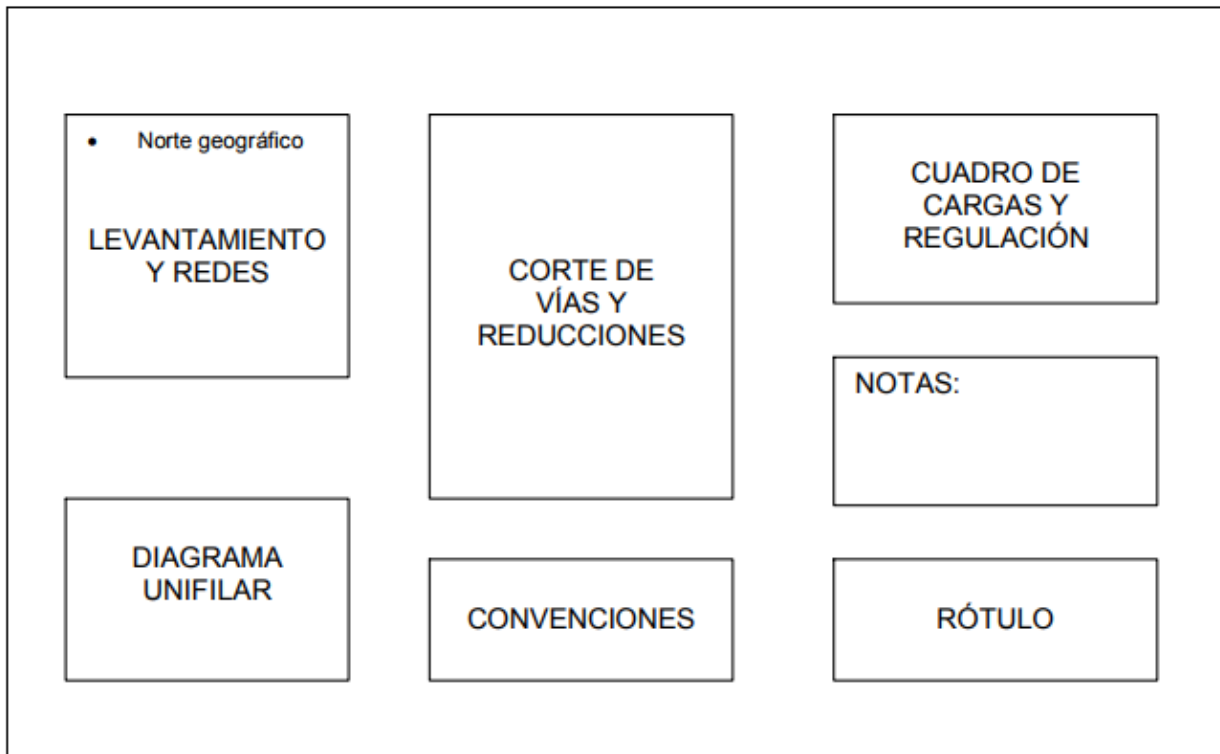 • Norte geográfico
LEVANTAMIENTO
Y REDES
CORTE DE
VÍAS Y
REDUCCIONES
CUADRO DE
CARGAS Y
REGULACIÓN
NOTAS:
DIAGRAMA
UNIFILAR
CONVENCIONES
RÓTULO